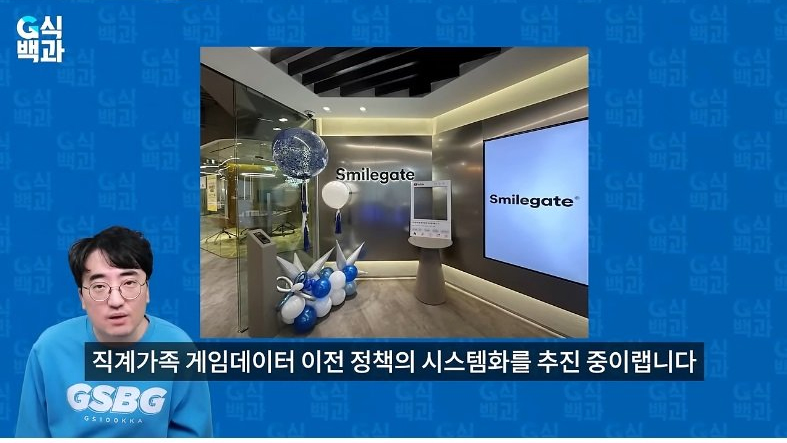 G식
백과
Smilegate
Smilegate
직계가족 게임데이터 이전 정책의 시스템화를 추진 중이랍니다
GSBG
GSIDOKKA